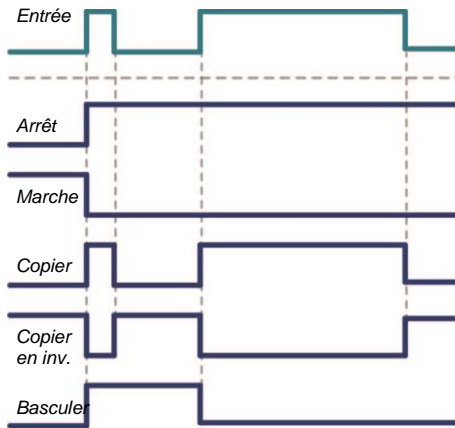 Entrée
Arrêt
Marche
Copier
Copier
en inv.
Basculer